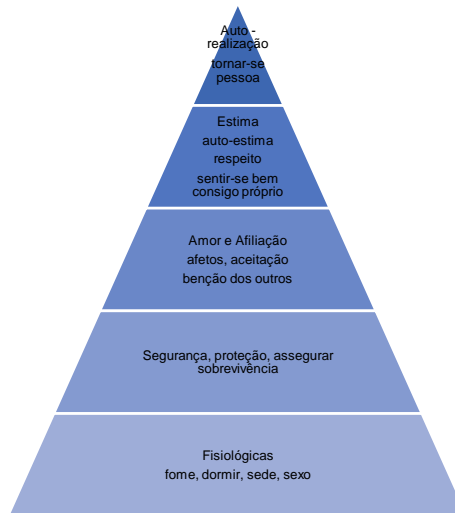 Auto -
realização
tornar-se
pessoa
Estima
auto-estima
respeito
sentir-se bem
consigo próprio
Amor e Afiliação
afetos, aceitação
benção dos outros
Segurança, proteção, assegurar
sobrevivência
Fisiológicas
fome, dormir, sede, sexo